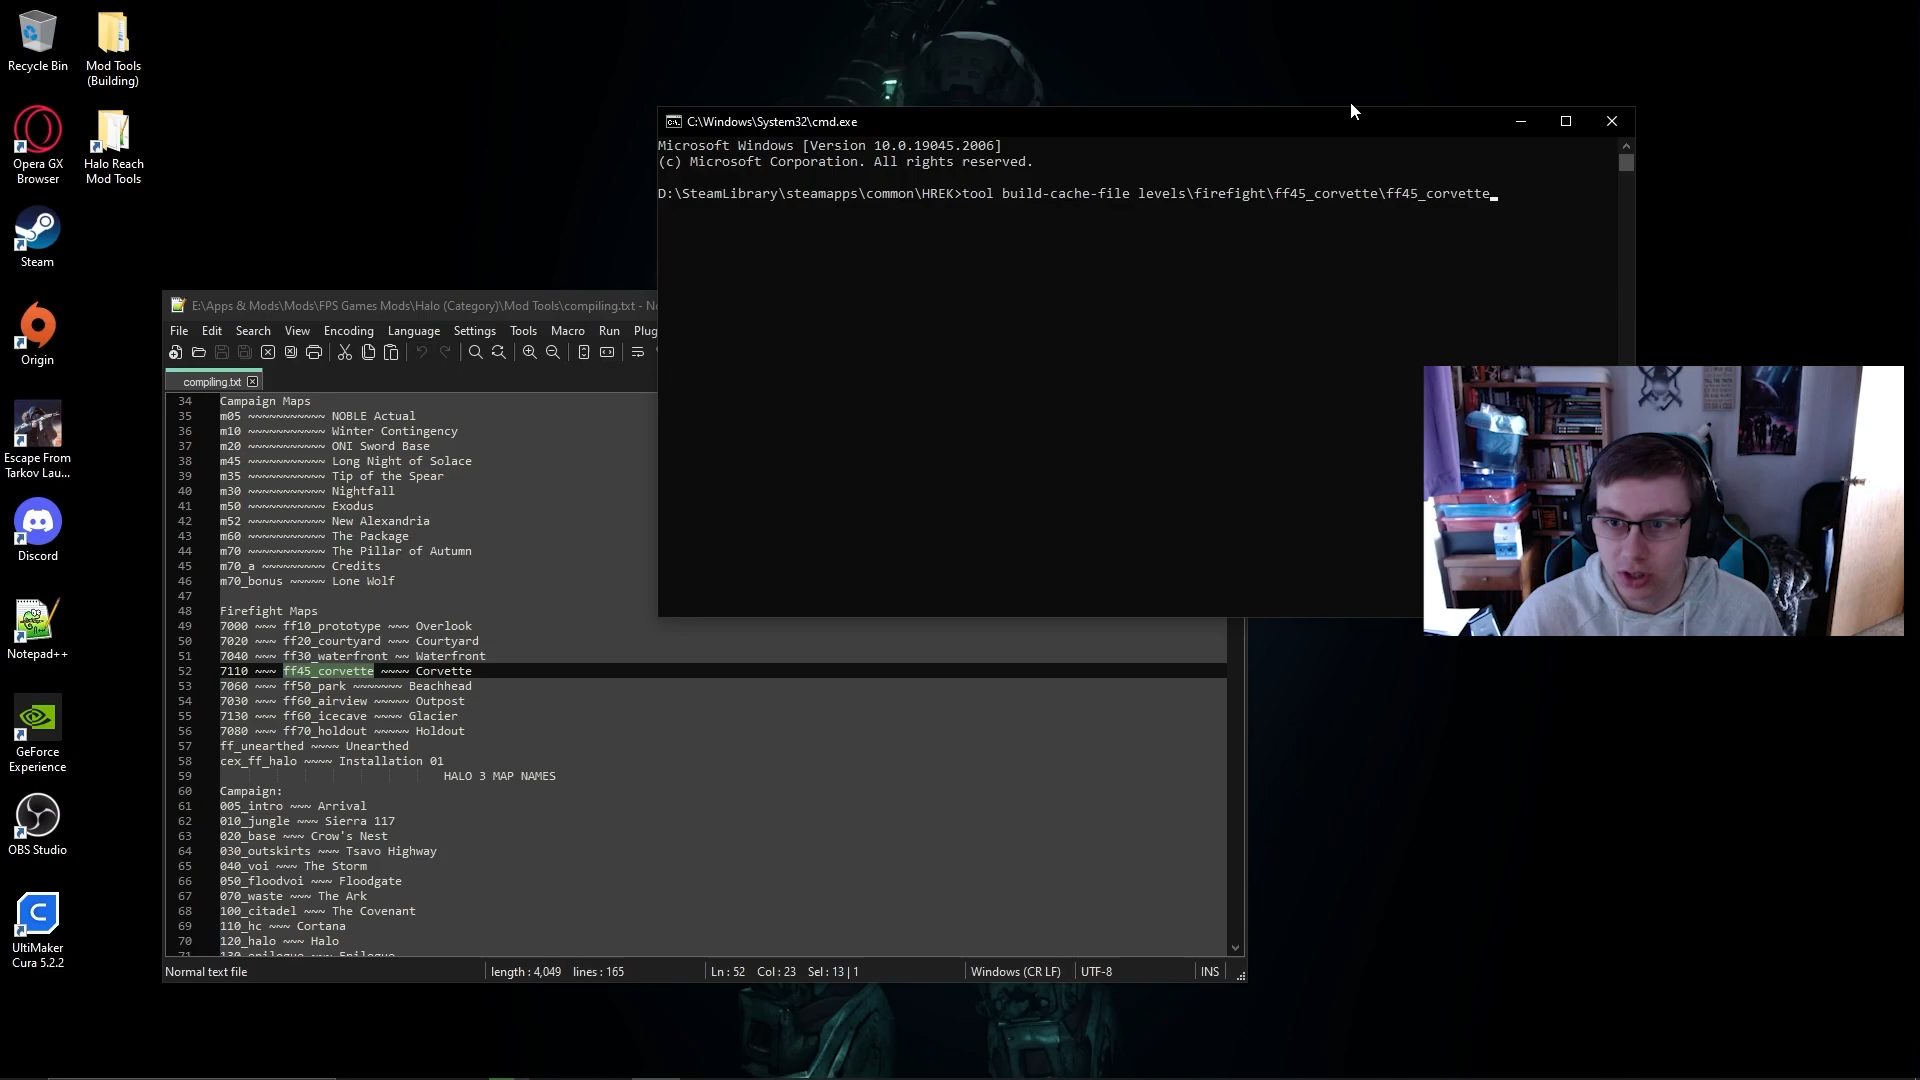 Recycle Bin
Mod Tools
(Building)
Opera GX
Browser
Halo Reach
Mod Tools
Steam
Origin
Escape From
Tarkov Lau...
Discord
Notepad++
GeForce
Experience
OBS Studio
UltiMaker
Cura 5.2.2
C:\Windows\System32\cmd.exe
Microsoft Windows [Version 10.0.19045.2006]
(c) Microsoft Corporation. All rights reserved.
D:\SteamLibrary\steamapps\common\HREK>tool build-cache-file levels\firefight\ff45_corvette\ff45_corvette
E:\Apps & Mods\Mods\FPS Games Mods\Halo (Category)\Mod Tools\compiling.txt - No
File Edit Search View Encoding Language Settings Tools Macro Run Plug
compiling.txt
34 Campaign Maps
35 m05 ~~~~~~~~~~~ NOBLE Actual
36 m10 ~~~~~~~~~~~ Winter Contingency
37 m20 ~~~~~~~~~~~ ONI Sword Base
38 m45 ~~~~~~~~~~~ Long Night of Solace
39 m35 ~~~~~~~~~~~ Tip of the Spear
40 m30 ~~~~~~~~~~~ Nightfall
41 m50 ~~~~~~~~~~~ Exodus
42 m52 ~~~~~~~~~~~ New Alexandria
43 m60 ~~~~~~~~~~~ The Package
44 m70 ~~~~~~~~~~~ The Pillar of Autumn
45 m70_a ~~~~~~~~~ Credits
46 m70_bonus ~~~~~ Lone Wolf
47
48 Firefight Maps
49 7000 ~~~ ff10_prototype ~~~ Overlook
50 7020 ~~~ ff20_courtyard ~~~ Courtyard
51 7040 ~~~ ff30_waterfront ~~ Waterfront
52 7110 ~~~ ff45_corvette ~~~~ Corvette
53 7060 ~~~ ff50_park ~~~~~~~ Beachhead
54 7030 ~~~ ff60_airview ~~~~~ Outpost
55 7130 ~~~ ff60_icecave ~~~~ Glacier
56 7080 ~~~ ff70_holdout ~~~~~ Holdout
57 ff_unearthed ~~~~ Unearthed
58 cex_ff_halo ~~~~ Installation 01
59 HALO 3 MAP NAMES
60 Campaign:
61 005_intro ~~~ Arrival
62 010_jungle ~~~ Sierra 117
63 020_base ~~~ Crow's Nest
64 030_outskirts ~~~ Tsavo Highway
65 040_voi ~~~ The Storm
66 050_floodvoi ~~~ Floodgate
67 070_waste ~~~ The Ark
68 100_citadel ~~~ The Covenant
69 110_hc ~~~ Cortana
70 120_halo ~~~ Halo
Normal text file length : 4,049 lines : 165 Ln : 52 Col : 23 Sel : 13 | 1 Windows (CR LF) UTF-8 INS